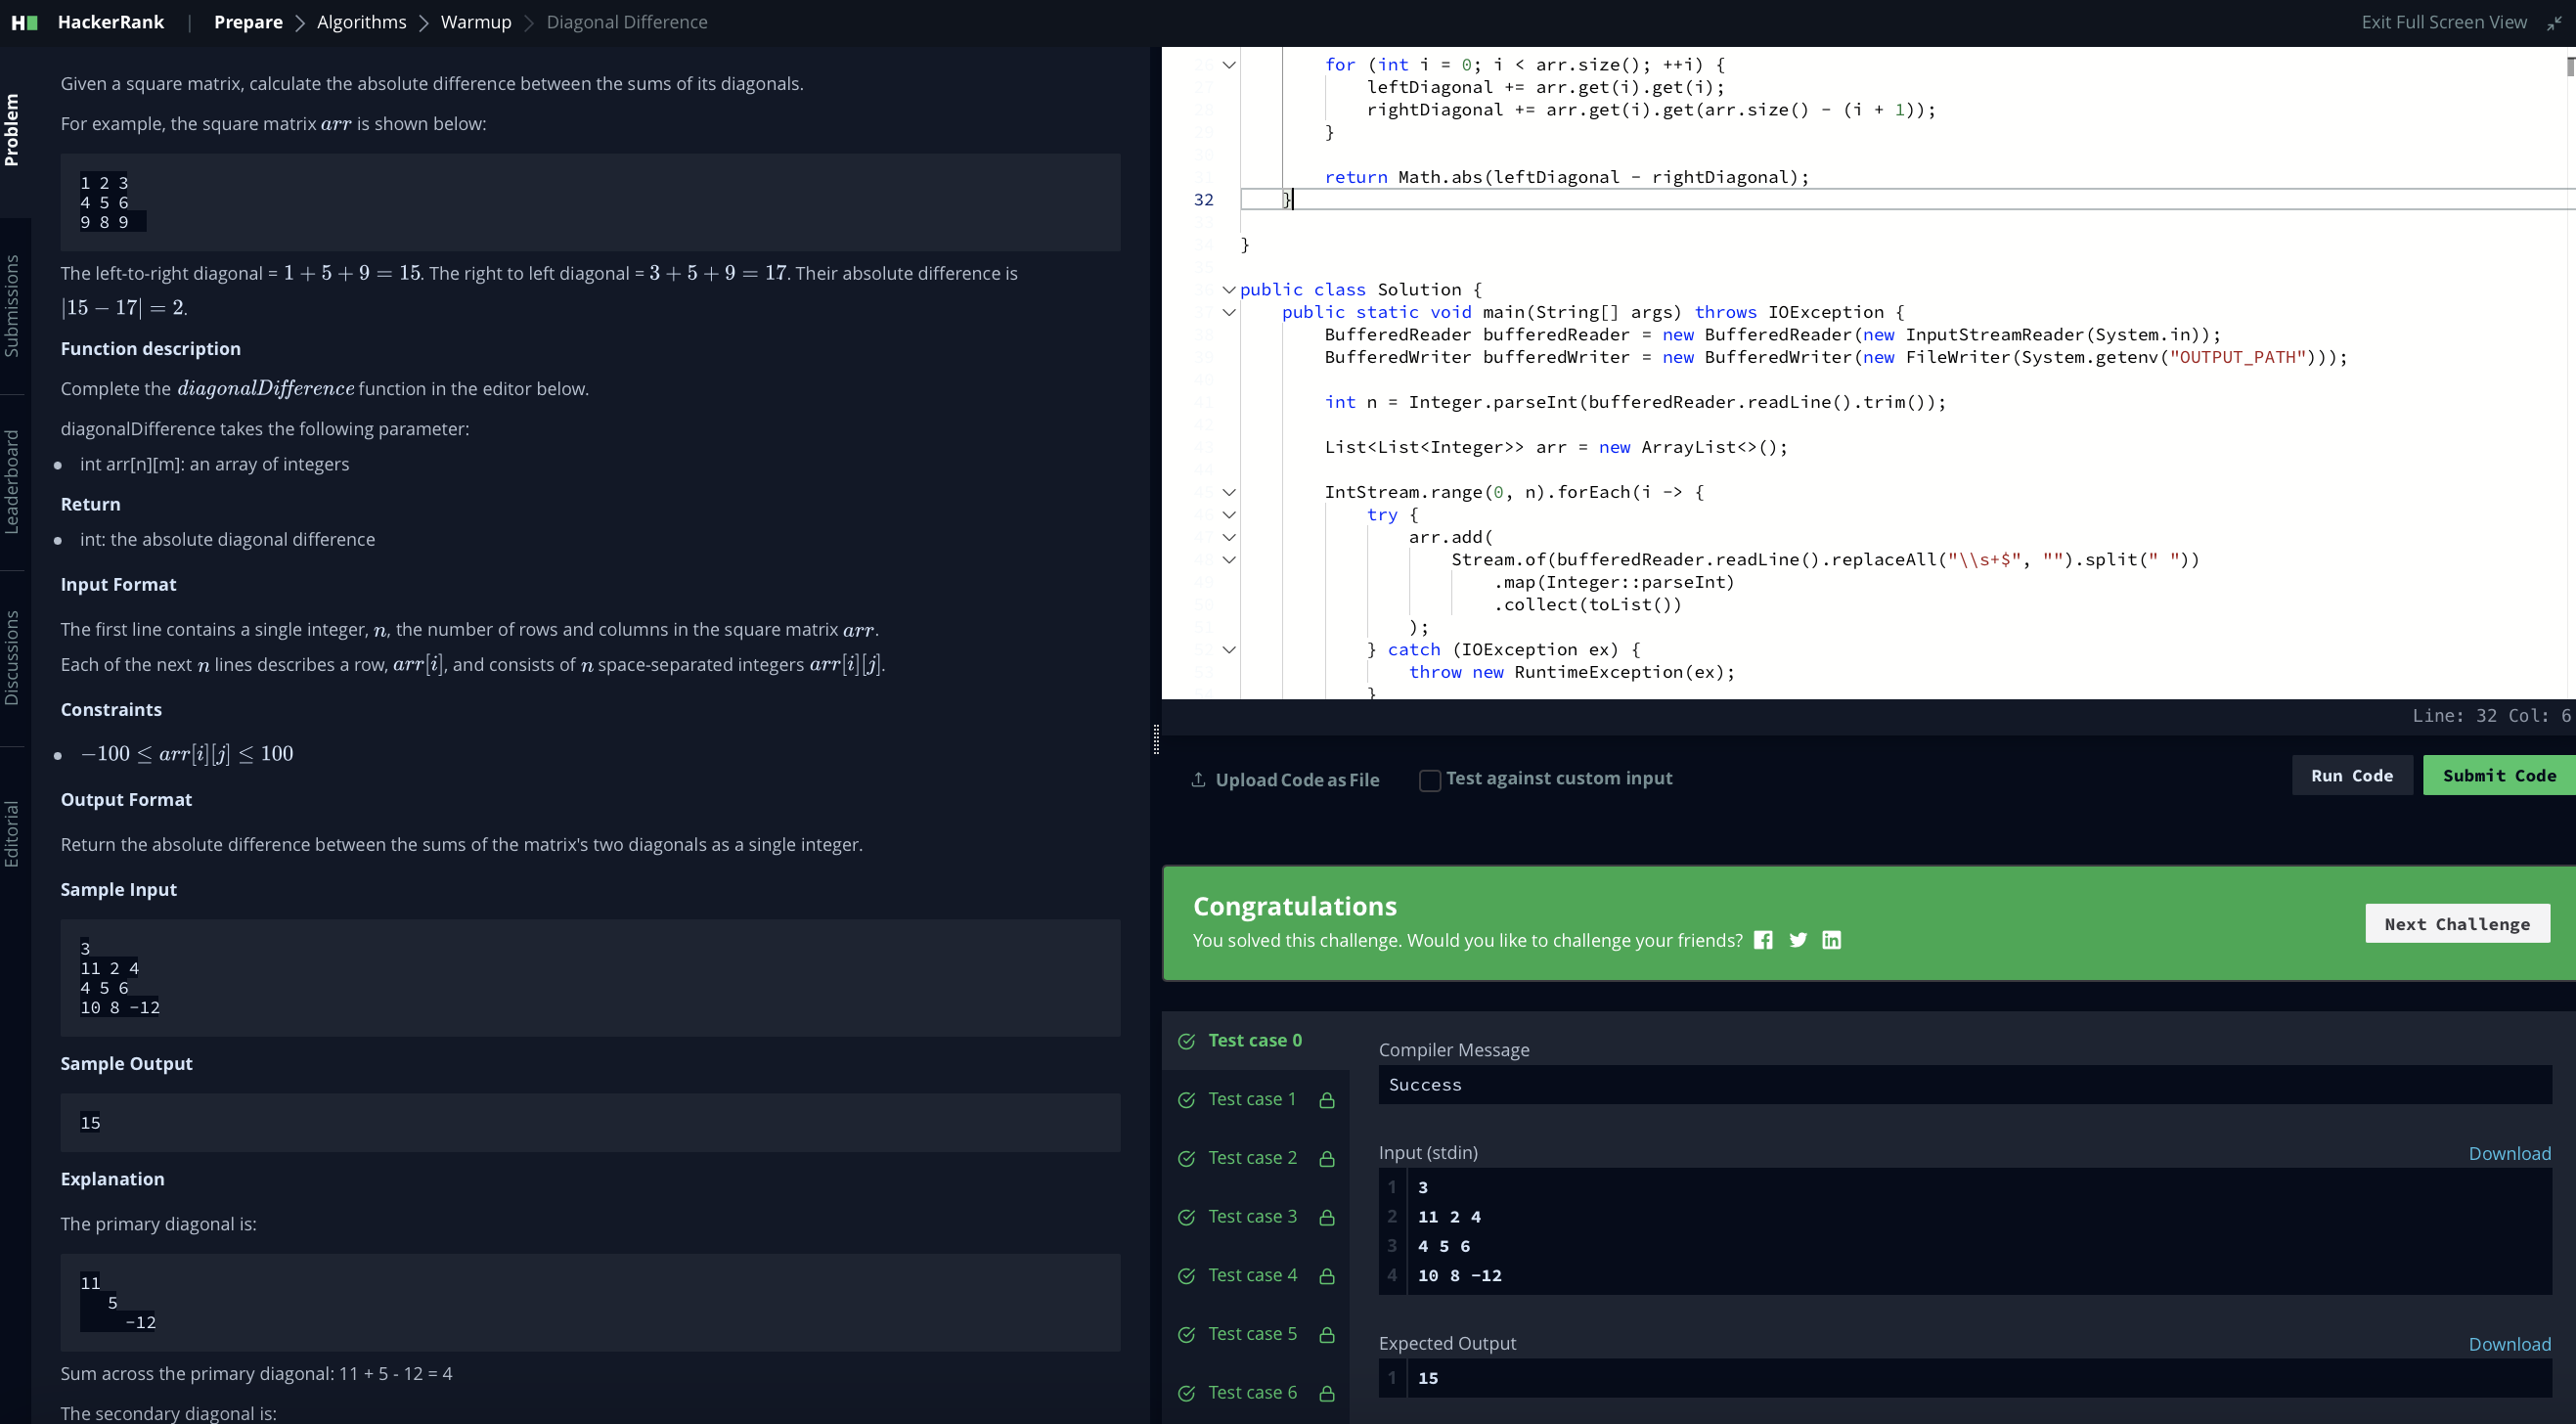 HackerRank | Prepare > Algorithms > Warmup > Diagonal Difference
Exit Full Screen View
Problem
Submissions
Leaderboard
Discussions
Editorial
Given a square matrix, calculate the absolute difference between the sums of its diagonals.
For example, the square matrix arr is shown below:
1 2 3
4 5 6
9 8 9
The left-to-right diagonal = 1 + 5 + 9 = 15. The right to left diagonal = 3 + 5 + 9 = 17. Their absolute difference is
|15 − 17| = 2.
Function description
Complete the diagonalDifference function in the editor below.
diagonalDifference takes the following parameter:
int arr[n][m]: an array of integers
Return
int: the absolute diagonal difference
Input Format
The first line contains a single integer, n, the number of rows and columns in the square matrix arr.
Each of the next n lines describes a row, arr[i], and consists of n space-separated integers arr[i][j].
Constraints
−100 ≤ arr[i][j] ≤ 100
Output Format
Return the absolute difference between the sums of the matrix's two diagonals as a single integer.
Sample Input
3
11 2 4
4 5 6
10 8 -12
Sample Output
15
Explanation
The primary diagonal is:
11
5
-12
Sum across the primary diagonal: 11 + 5 - 12 = 4
The secondary diagonal is:
for (int i = 0; i < arr.size(); ++i) {
leftDiagonal += arr.get(i).get(i);
rightDiagonal += arr.get(i).get(arr.size() - (i + 1));
}
return Math.abs(leftDiagonal - rightDiagonal);
32 }
}
public class Solution {
public static void main(String[] args) throws IOException {
BufferedReader bufferedReader = new BufferedReader(new InputStreamReader(System.in));
BufferedWriter bufferedWriter = new BufferedWriter(new FileWriter(System.getenv("OUTPUT_PATH")));
int n = Integer.parseInt(bufferedReader.readLine().trim());
List<List<Integer>> arr = new ArrayList<>();
IntStream.range(0, n).forEach(i -> {
try {
arr.add(
Stream.of(bufferedReader.readLine().replaceAll("\\s+$", "").split(" "))
.map(Integer::parseInt)
.collect(toList())
);
} catch (IOException ex) {
throw new RuntimeException(ex);
}
Line: 32 Col: 6
Upload Code as File
Test against custom input
Run Code
Submit Code
Congratulations
You solved this challenge. Would you like to challenge your friends?
Next Challenge
Test case 0
Test case 1
Test case 2
Test case 3
Test case 4
Test case 5
Test case 6
Compiler Message
Success
Input (stdin)
Download
1 3
2 11 2 4
3 4 5 6
4 10 8 -12
Expected Output
Download
1 15